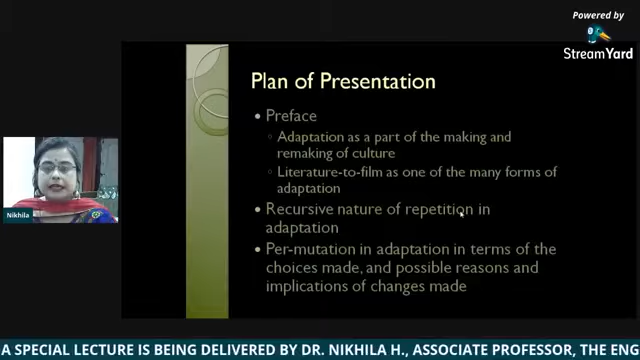 Powered by
StreamYard
Plan of Presentation
Preface
Adaptation as a part of the making and
remaking of culture
Literature-to-film as one of the many forms of
adaptation
Recursive nature of repetition in
adaptation
Per-mutation in adaptation in terms of the
choices made, and possible reasons and
implications of changes made
Nikhila
A SPECIAL LECTURE IS BEING DELIVERED BY DR. NIKHILA H., ASSOCIATE PROFESSOR, THE ENG